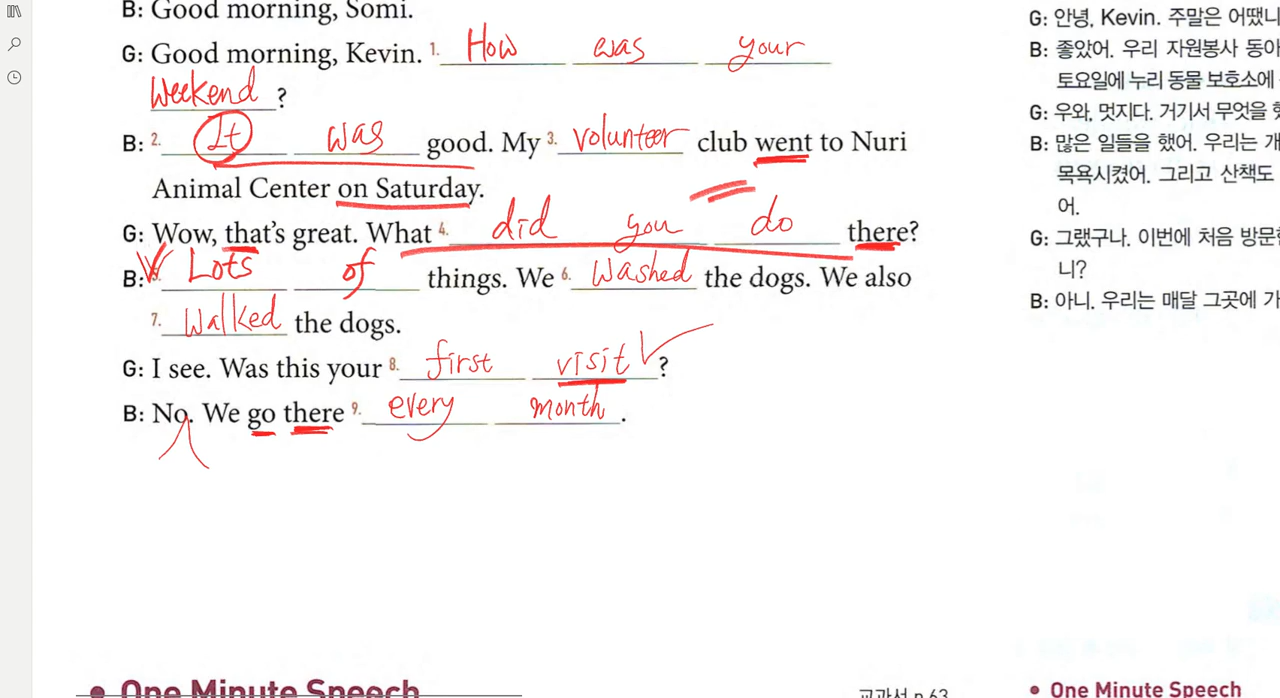 B: Good morning, Somi.
G: Good morning, Kevin. 1. How was your
Weekend ?
B: 2. It was good. My 3. volunteer club went to Nuri
Animal Center on Saturday.
G: Wow, that's great. What 4. did you do there?
B: Lots of things. We 6. washed the dogs. We also
7. Walked the dogs.
G: I see. Was this your 8. first visit ?
B: No. We go there 9. every month .
One Minute Speech
교과서 p.63
G: 안녕, Kevin. 주말은 어땠니
B: 좋았어. 우리 자원봉사 동아
토요일에 누리 동물 보호소에
G: 우와, 멋지다. 거기서 무엇을
B: 많은 일들을 했어. 우리는 개
목욕시켰어. 그리고 산책도
어.
G: 그랬구나. 이번에 처음
니?
B: 아니. 우리는 매달 그곳에 가
One Minute Speech